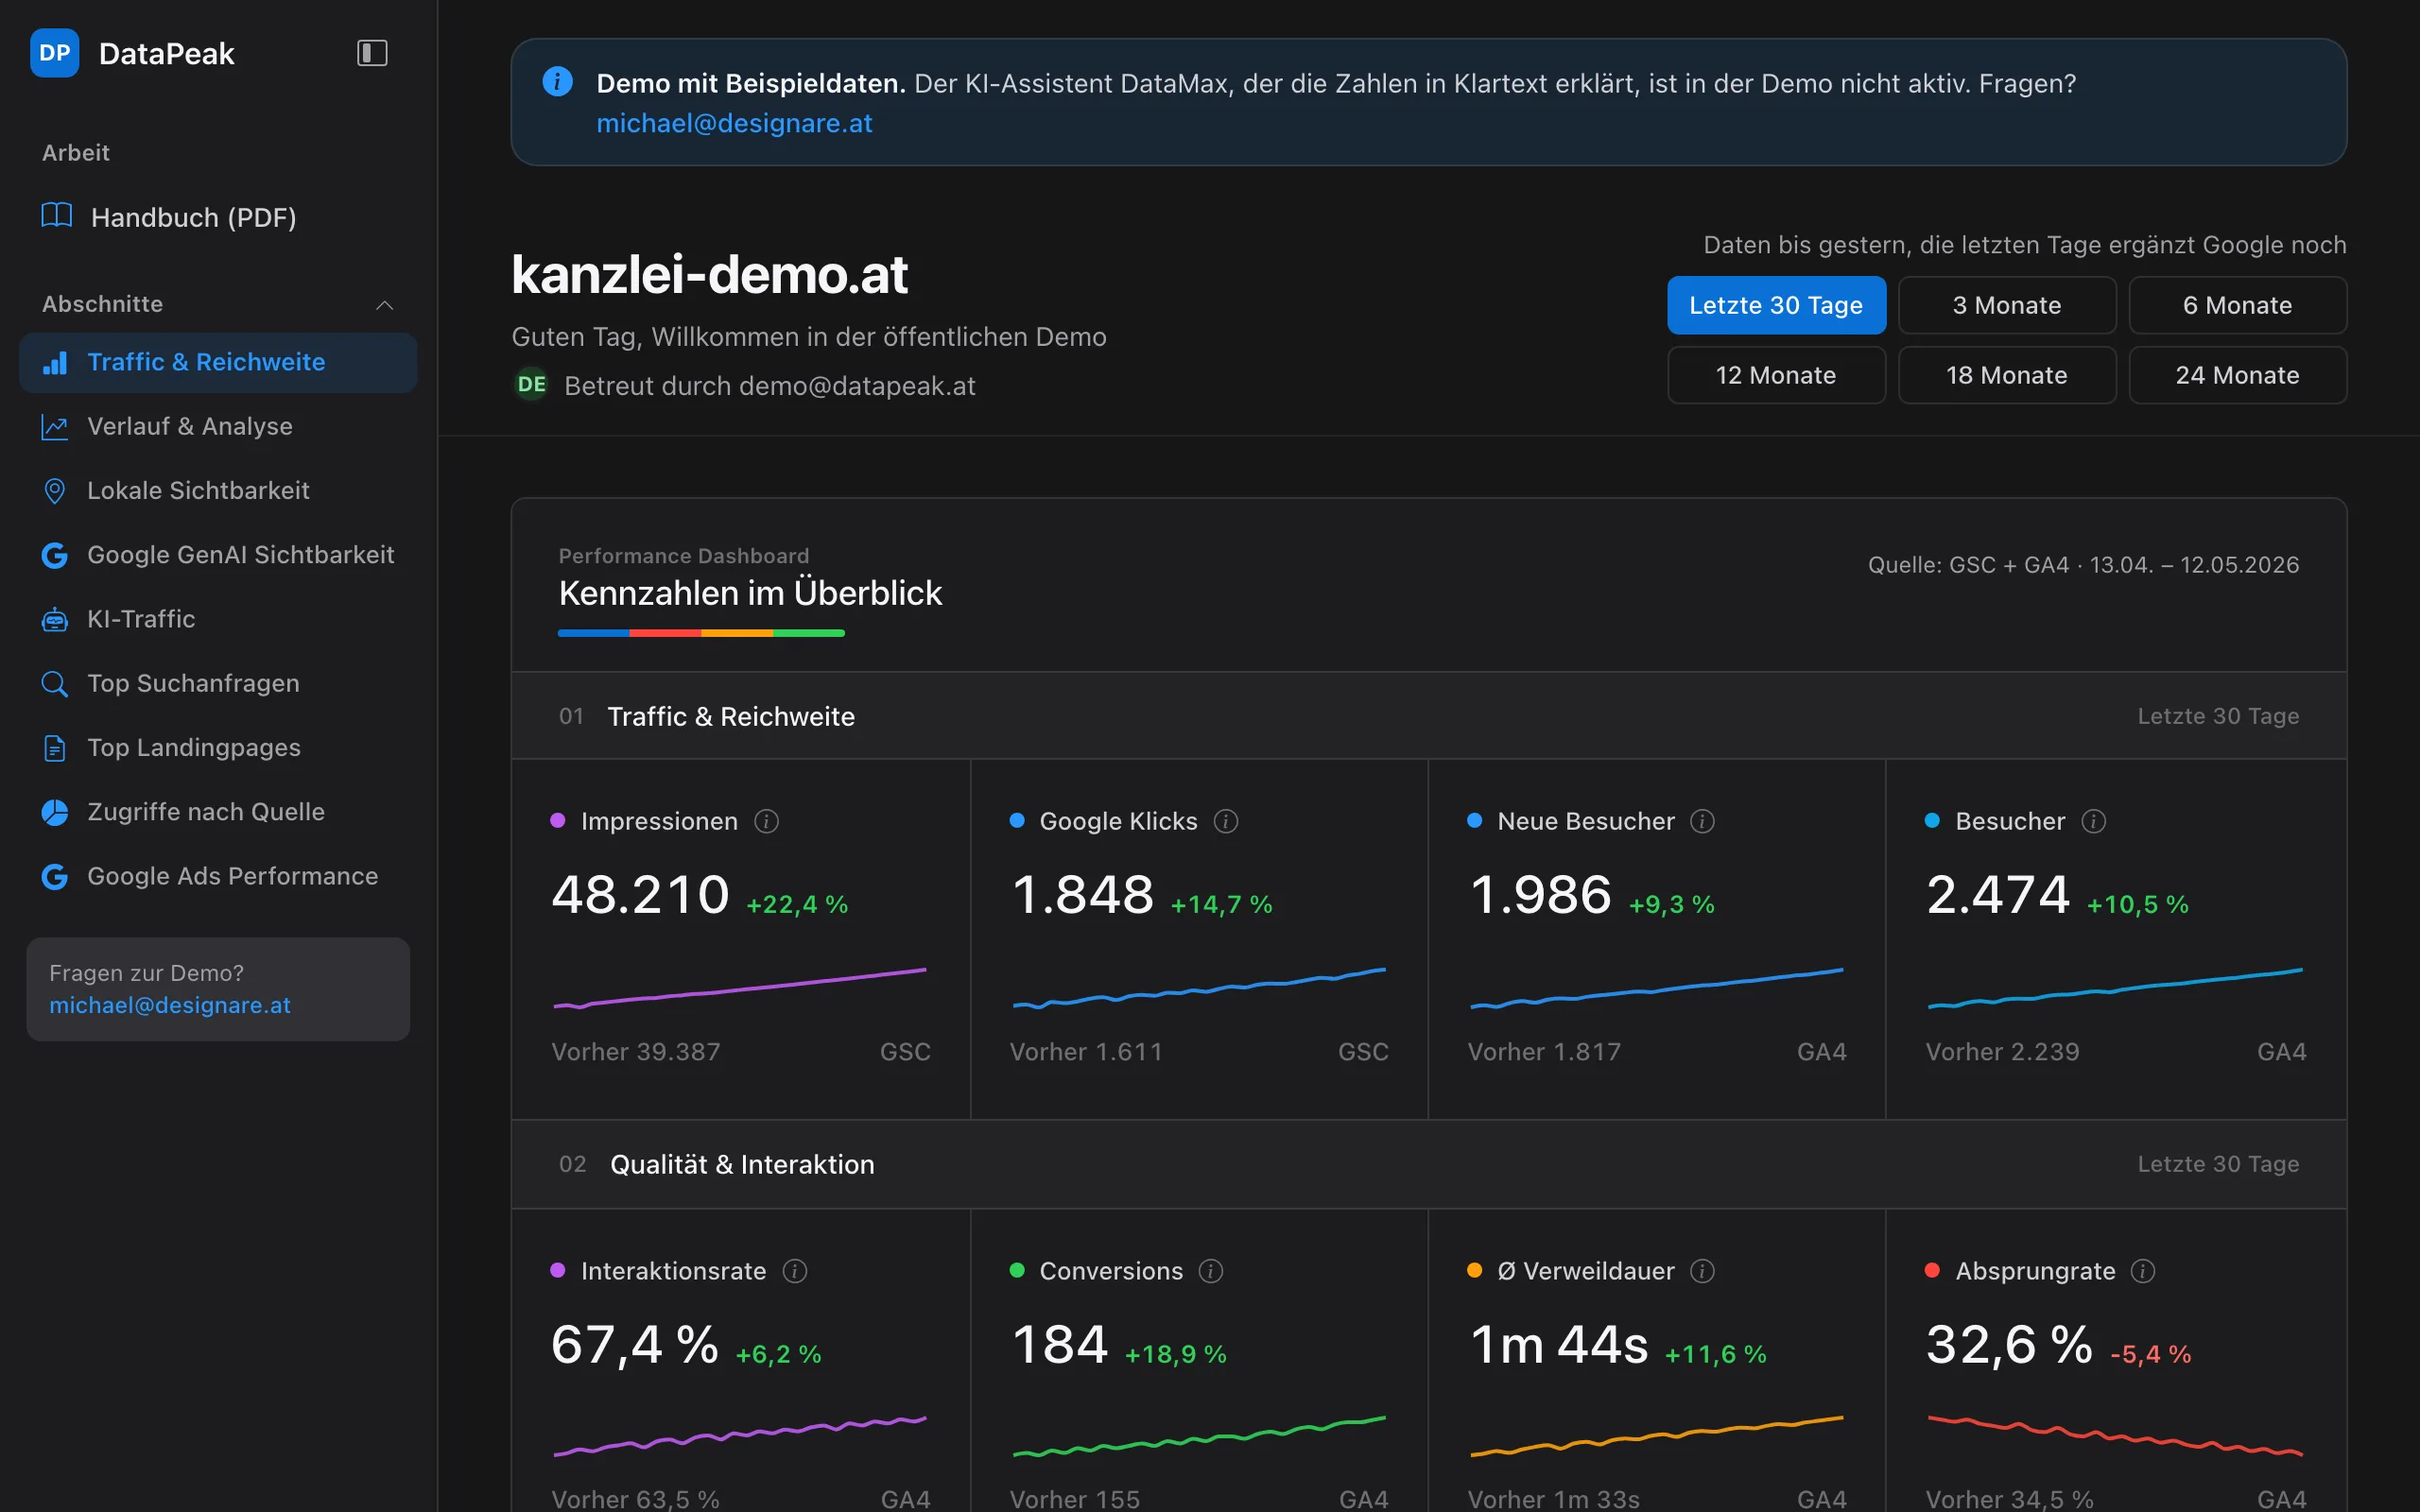 DP DataPeak
Arbeit
Handbuch (PDF)
Abschnitte
Traffic & Reichweite
Verlauf & Analyse
Lokale Sichtbarkeit
Google GenAI Sichtbarkeit
KI-Traffic
Top Suchanfragen
Top Landingpages
Zugriffe nach Quelle
Google Ads Performance
Fragen zur Demo?
michael@designare.at
Demo mit Beispieldaten. Der KI-Assistent DataMax, der die Zahlen in Klartext erklärt, ist in der Demo nicht aktiv. Fragen?
michael@designare.at
kanzlei-demo.at
Guten Tag, Willkommen in der öffentlichen Demo
DE Betreut durch demo@datapeak.at
Daten bis gestern, die letzten Tage ergänzt Google noch
Letzte 30 Tage 3 Monate 6 Monate
12 Monate 18 Monate 24 Monate
Performance Dashboard
Kennzahlen im Überblick
Quelle: GSC + GA4 · 13.04. – 12.05.2026
01 Traffic & Reichweite Letzte 30 Tage
Impressionen
48.210 +22,4 %
Vorher 39.387 GSC
Google Klicks
1.848 +14,7 %
Vorher 1.611 GSC
Neue Besucher
1.986 +9,3 %
Vorher 1.817 GA4
Besucher
2.474 +10,5 %
Vorher 2.239 GA4
02 Qualität & Interaktion Letzte 30 Tage
Interaktionsrate
67,4 % +6,2 %
Vorher 63,5 % GA4
Conversions
184 +18,9 %
Vorher 155 GA4
Ø Verweildauer
1m 44s +11,6 %
Vorher 1m 33s GA4
Absprungrate
32,6 % -5,4 %
Vorher 34,5 % GA4